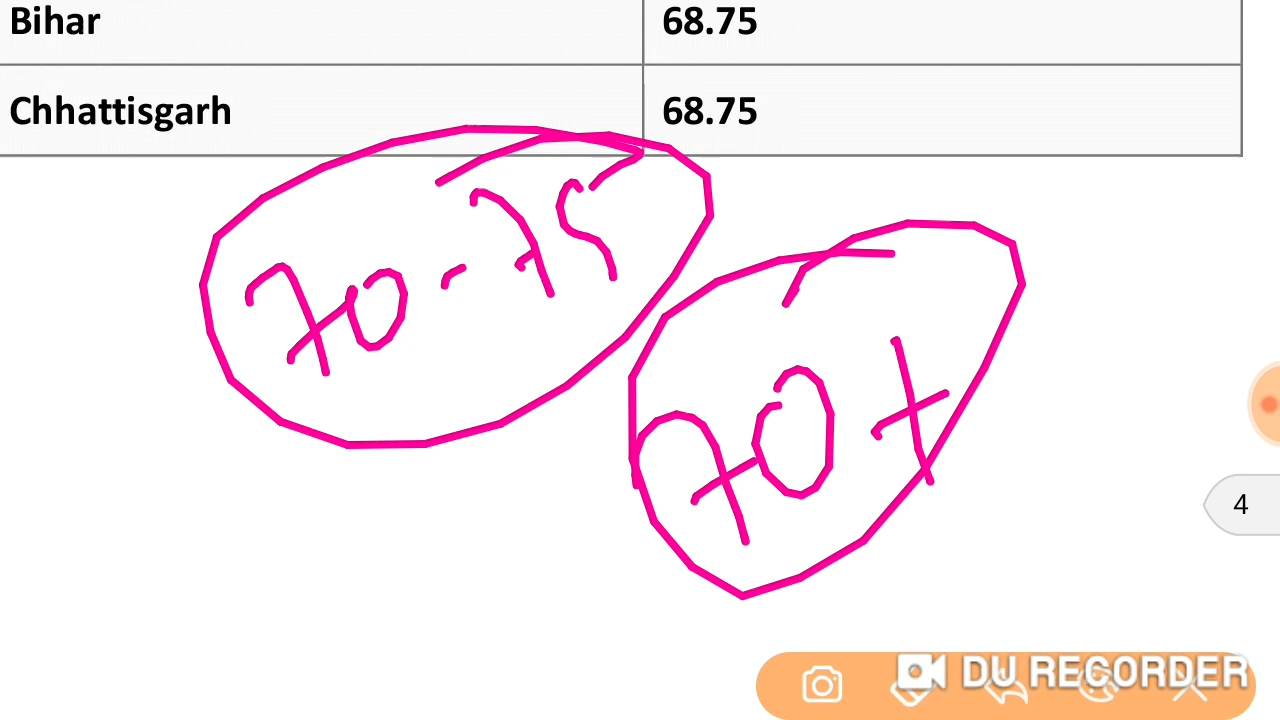 Bihar 68.75
Chhattisgarh 68.75
70-75
70+
4
DU RECORDER